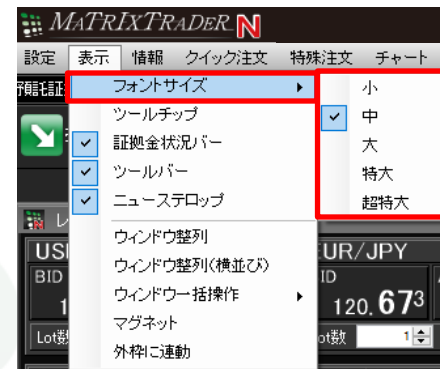 MATRIXTRADER N
設定 表示 情報 クイック注文 特殊注文 チャート
フォントサイズ
小
ツールチップ
中
証拠金状況バー
大
ツールバー
特大
ニューステロップ
超特大
ウィンドウ整列
ウィンドウ整列(横並び)
ウィンドウ一括操作
マグネット
外枠に連動
レ
USI
UR/JPY
BID
ID
1
120.673
Lot数
ot数 1